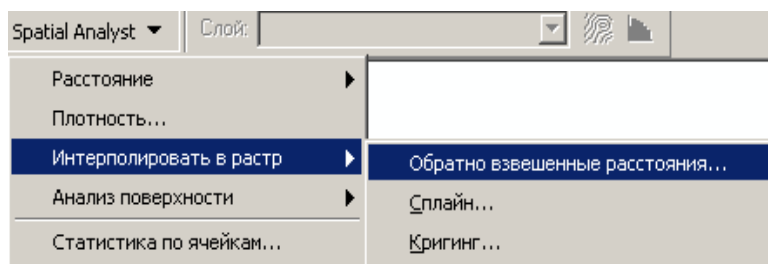 Spatial Analyst Слой:
Расстояние
Плотность...
Интерполировать в растр
Обратно взвешенные расстояния...
Анализ поверхности
Сплайн...
Статистика по ячейкам...
Кригинг...